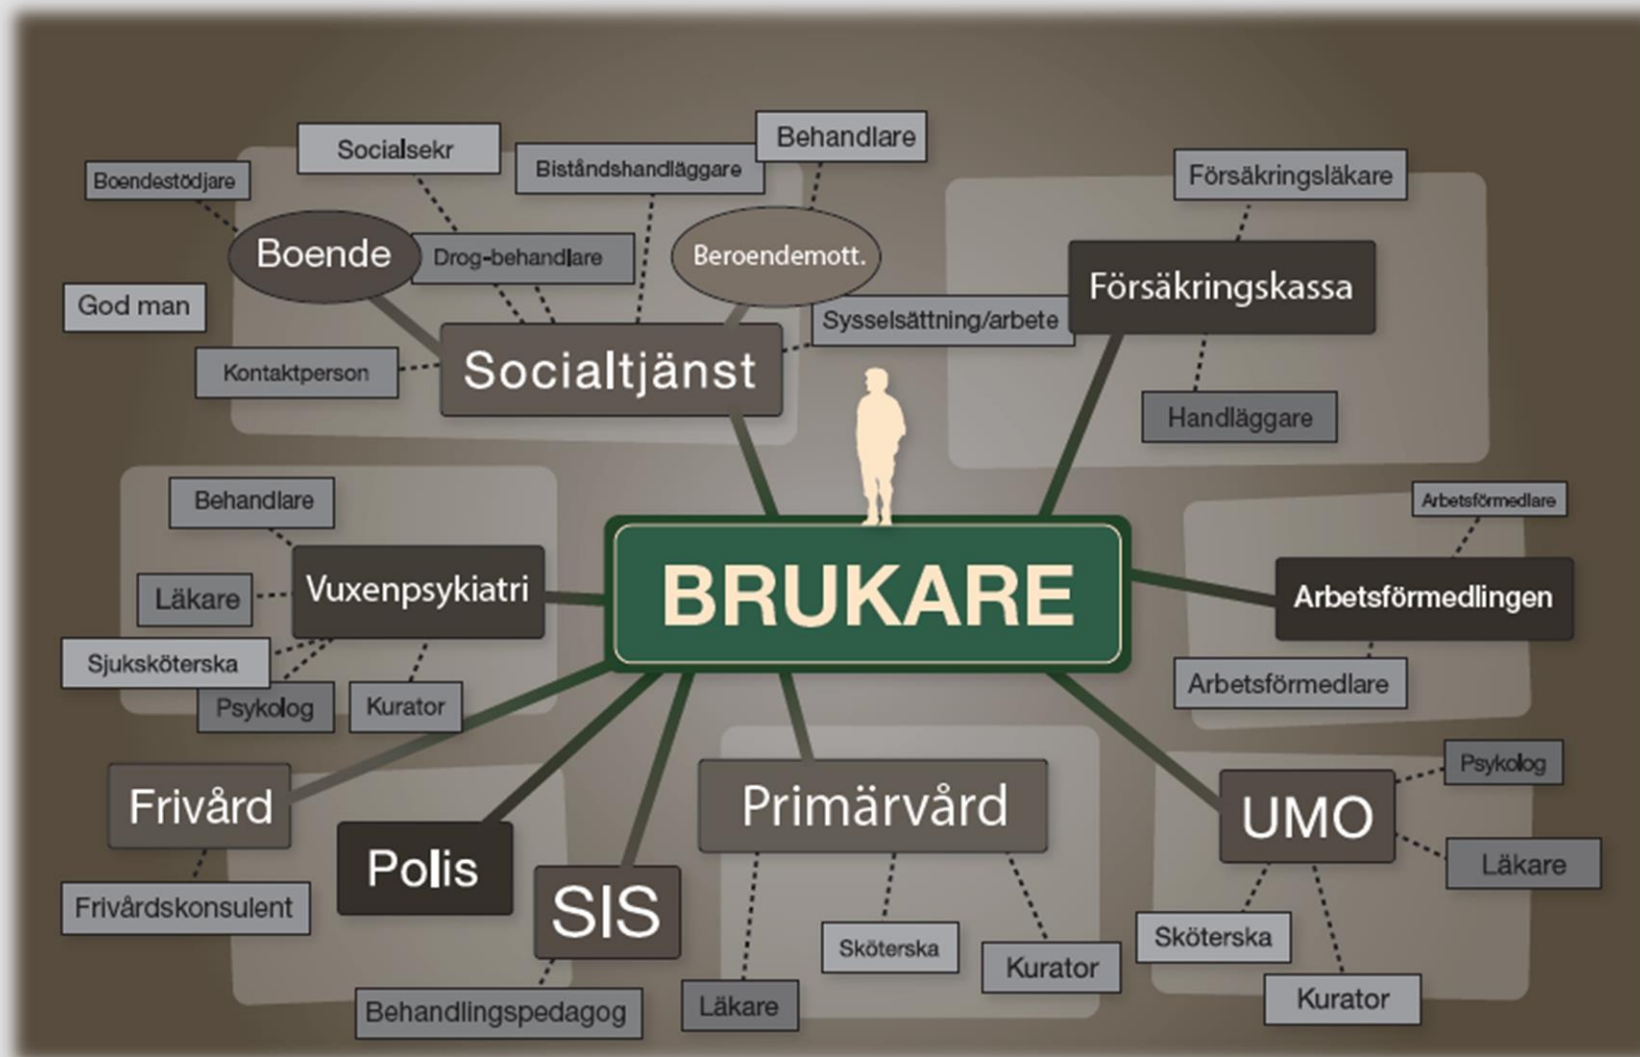 Behandlare
Socialsekr
Biståndshandläggare
Försäkringsläkare
Boendestödjare
Boende
Drog-behandlare
Beroendemott.
Försäkringskassa
God man
Sysselsättning/arbete
Kontaktperson
Socialtjänst
Handläggare
Behandlare
Arbetsförmedlare
Vuxenpsykiatri
BRUKARE
Arbetsförmedlingen
Läkare
Sjuksköterska
Arbetsförmedlare
Psykolog
Kurator
Psykolog
Frivård
Primärvård
UMO
Polis
Läkare
Frivårdskonsulent
SIS
Sköterska
Sköterska
Kurator
Behandlingspedagog
Läkare
Kurator